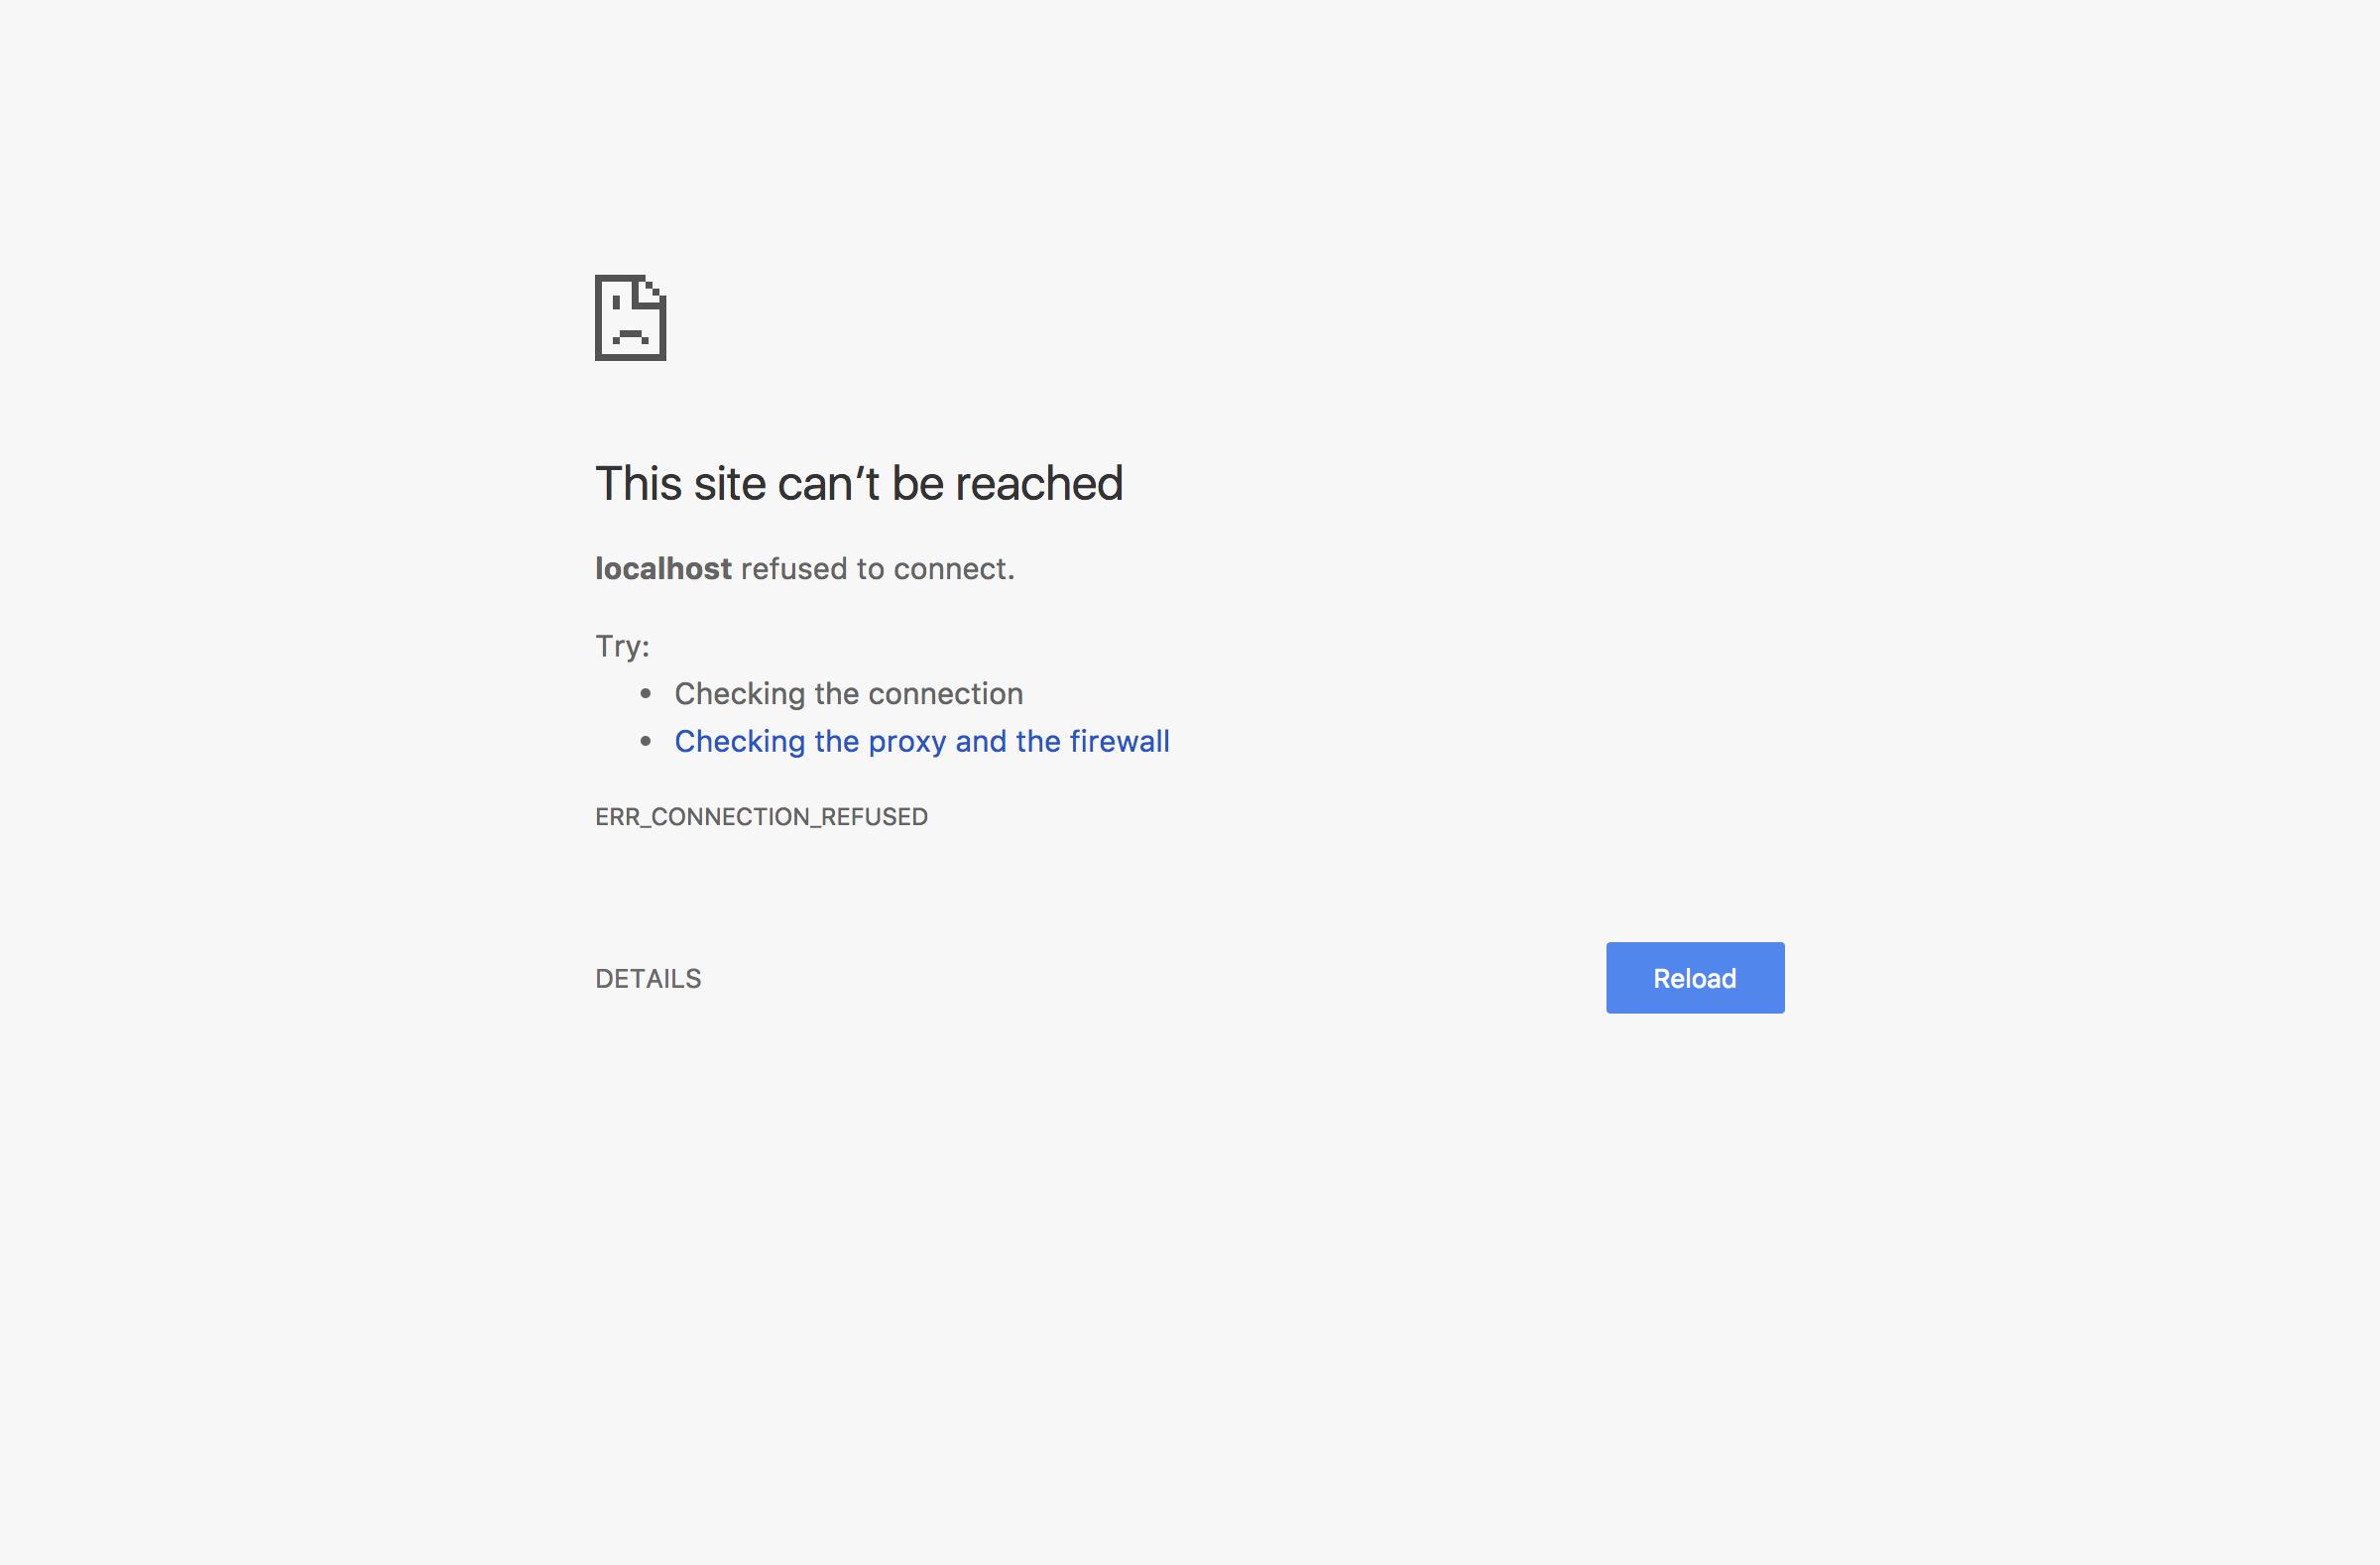 This site can’t be reached
localhost refused to connect.
Try:
• Checking the connection
• Checking the proxy and the firewall
ERR_CONNECTION_REFUSED
DETAILS
Reload